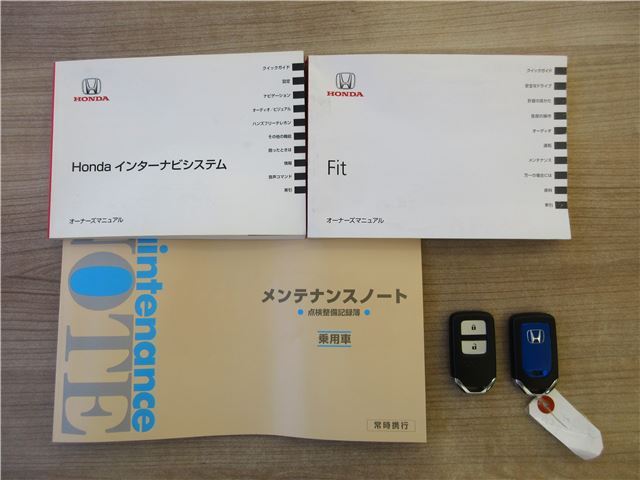 HONDA
クイックガイド
設定
ナビゲーション
オーディオ/ビジュアル
ハンズフリーテレホン
その他の機能
困ったときは
情報
音声コマンド
索引
Honda インターナビシステム
オーナーズマニュアル
HONDA
クイックガイド
安全なドライブ
計器の見かた
各部の操作
オーディオ
運転
メンテナンス
万一の場合には
資料
索引
Fit
オーナーズマニュアル
Maintenance
NOTE
メンテナンスノート
点検整備記録簿
乗用車
常時携行